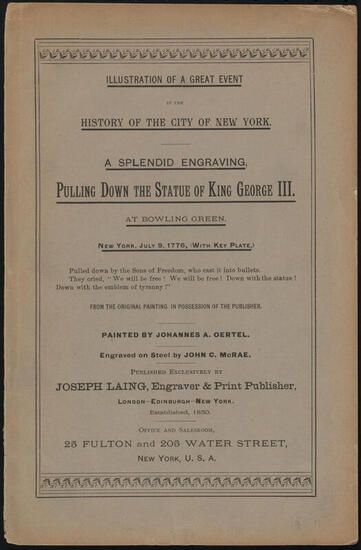 ILLUSTRATION OF A GREAT EVENT
IN THE
HISTORY OF THE CITY OF NEW YORK.
A SPLENDID ENGRAVING,
PULLING DOWN THE STATUE OF KING GEORGE III.
AT BOWLING GREEN.
NEW YORK, JULY 9, 1776, (WITH KEY PLATE,)
Pulled down by the Sons of Freedom, who cast it into bullets.
They cried, "We will be free! We will be free! Down with the statue!
Down with the emblem of tyranny!"
FROM THE ORIGINAL PAINTING IN POSSESSION OF THE PUBLISHER.
PAINTED BY JOHANNES A. OERTEL.
Engraved on Steel by JOHN C. McRAE.
PUBLISHED EXCLUSIVELY BY
JOSEPH LAING, Engraver & Print Publisher,
LONDON—EDINBURGH—NEW YORK.
Established, 1830.
OFFICE AND SALESROOM,
25 FULTON and 205 WATER STREET,
NEW YORK, U. S. A.